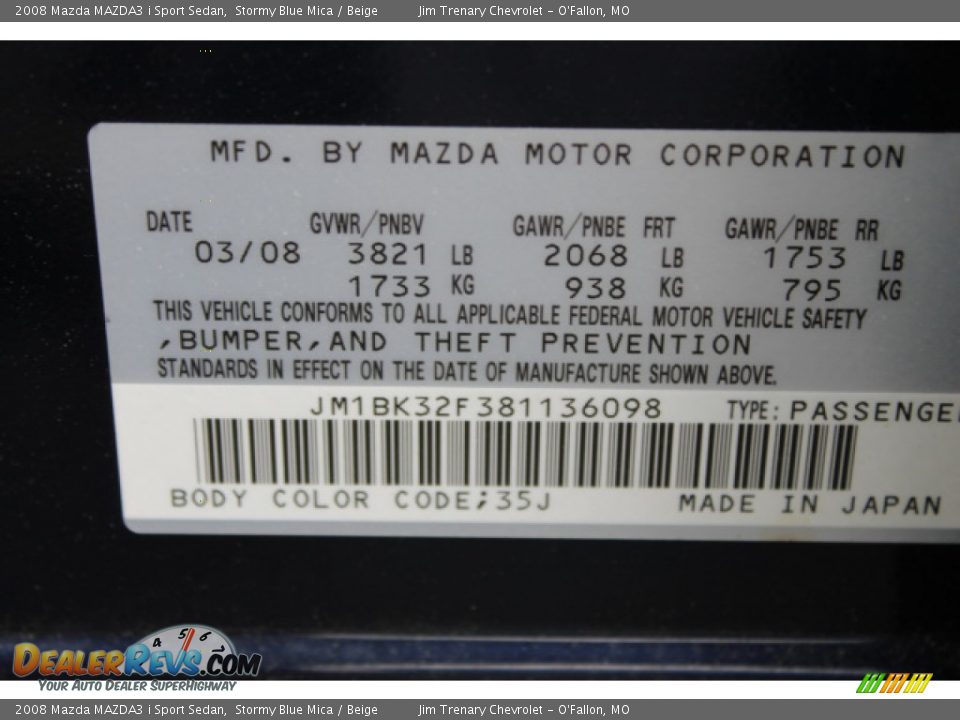 2008 Mazda MAZDA3 i Sport Sedan, Stormy Blue Mica / Beige Jim Trenary Chevrolet – O'Fallon, MO
MFD. BY MAZDA MOTOR CORPORATION
DATE GVWR/PNBV GAWR/PNBE FRT GAWR/PNBE RR
03/08 3821 LB 2068 LB 1753 LB
1733 KG 938 KG 795 KG
THIS VEHICLE CONFORMS TO ALL APPLICABLE FEDERAL MOTOR VEHICLE SAFETY
,BUMPER,AND THEFT PREVENTION
STANDARDS IN EFFECT ON THE DATE OF MANUFACTURE SHOWN ABOVE.
JM1BK32F381136098 TYPE: PASSENGE
BODY COLOR CODE;35J MADE IN JAPAN
4 5 6
DEALERREVS.COM
YOUR AUTO DEALER SUPERHIGHWAY
2008 Mazda MAZDA3 i Sport Sedan, Stormy Blue Mica / Beige Jim Trenary Chevrolet – O'Fallon, MO